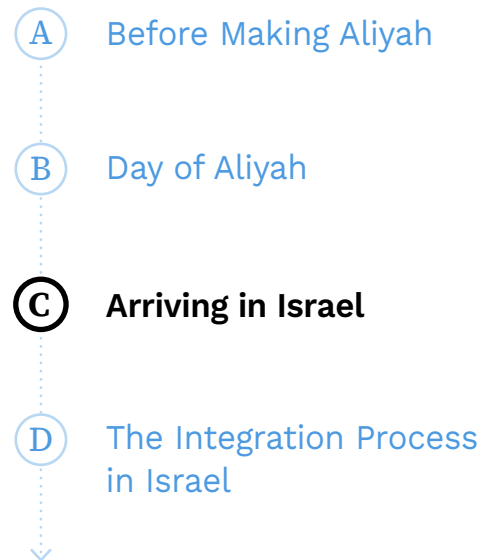 A Before Making Aliyah
B Day of Aliyah
C Arriving in Israel
D The Integration Process
in Israel